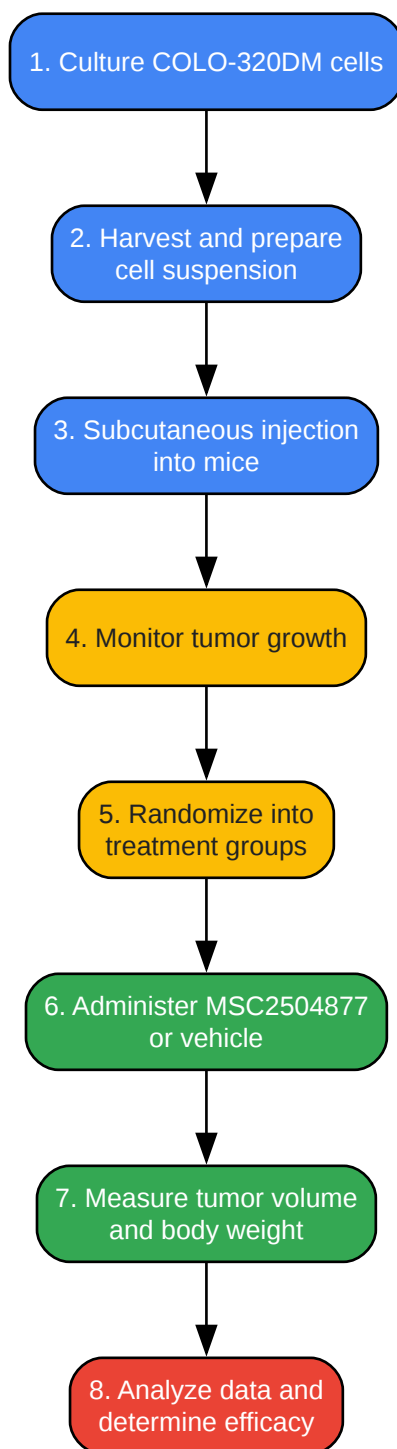 1. Culture COLO-320DM cells
2. Harvest and prepare
cell suspension
3. Subcutaneous injection
into mice
4. Monitor tumor growth
5. Randomize into
treatment groups
6. Administer MSC2504877
or vehicle
7. Measure tumor volume
and body weight
8. Analyze data and
determine efficacy